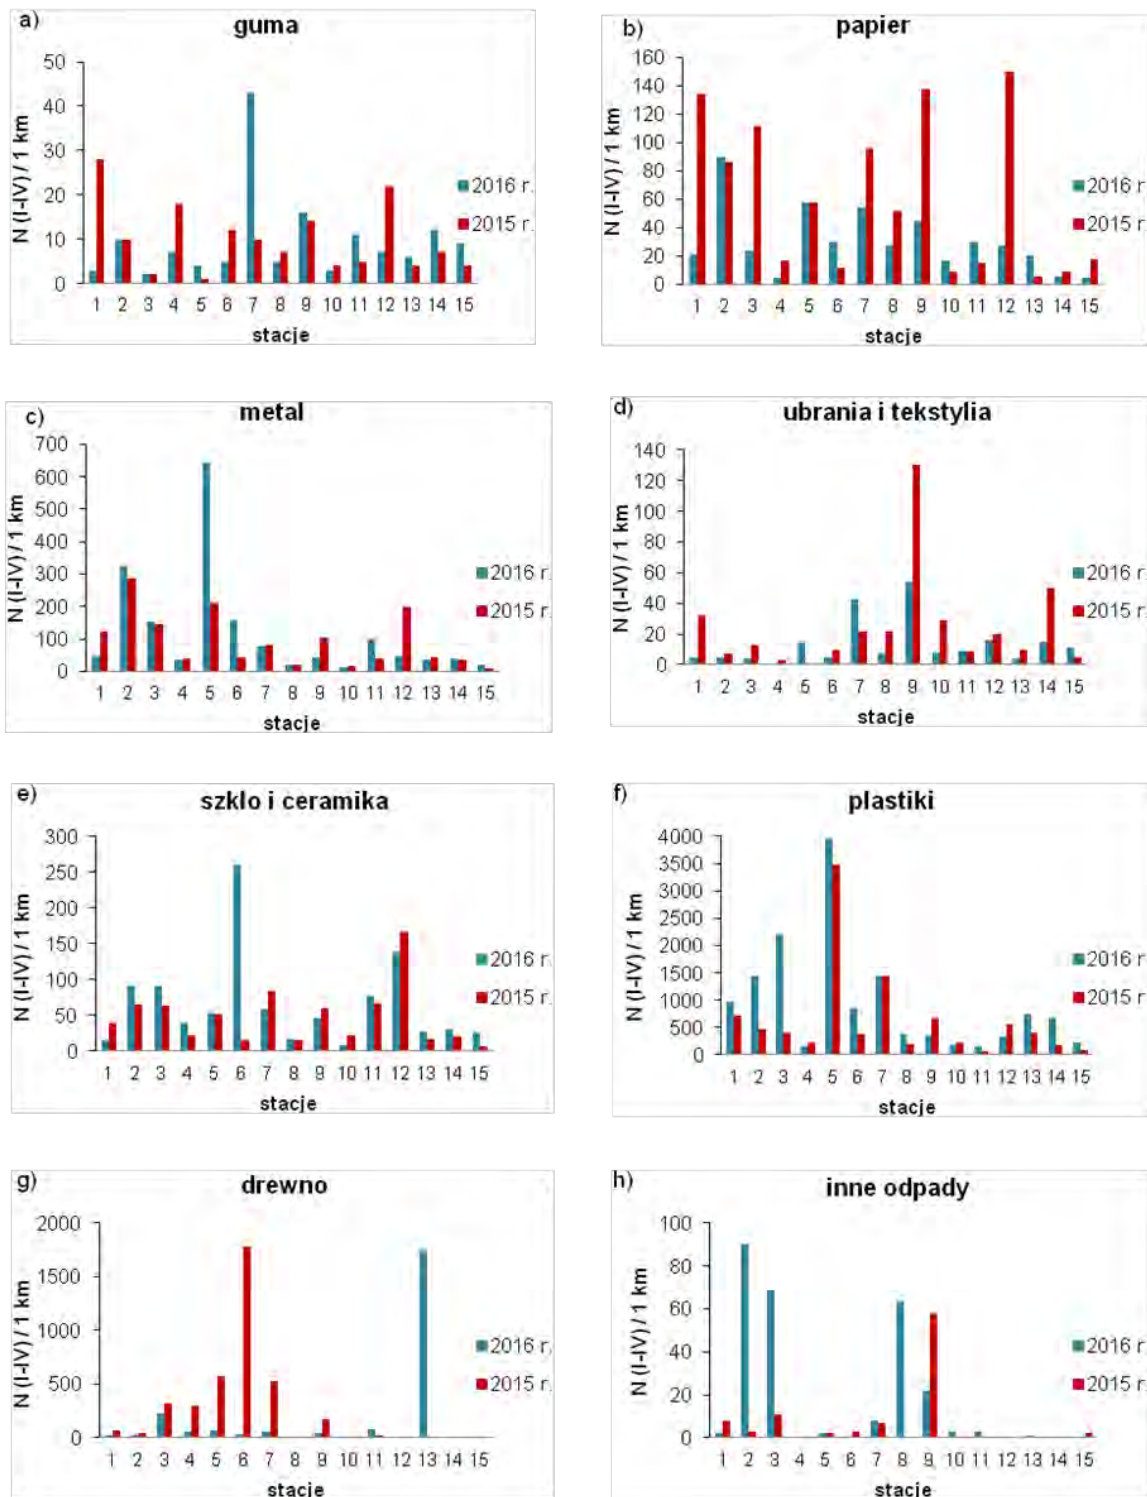 a)
guma
N (I-IV) / 1 km
50
40
30
20
10
0
1 2 3 4 5 6 7 8 9 10 11 12 13 14 15
stacje
2016 r.
2015 r.
b)
papier
N (I-IV) / 1 km
160
140
120
100
80
60
40
20
0
1 2 3 4 5 6 7 8 9 10 11 12 13 14 15
stacje
2016 r.
2015 r.
c)
metal
N (I-IV) / 1 km
700
600
500
400
300
200
100
0
1 2 3 4 5 6 7 8 9 10 11 12 13 14 15
stacje
2016 r.
2015 r.
d)
ubrania i tekstylia
N (I-IV) / 1 km
140
120
100
80
60
40
20
0
1 2 3 4 5 6 7 8 9 10 11 12 13 14 15
stacje
2016 r.
2015 r.
e)
szkło i ceramika
N (I-IV) / 1 km
300
250
200
150
100
50
0
1 2 3 4 5 6 7 8 9 10 11 12 13 14 15
stacje
2016 r.
2015 r.
f)
plastiki
N (I-IV) / 1 km
4000
3500
3000
2500
2000
1500
1000
500
0
1 2 3 4 5 6 7 8 9 10 11 12 13 14 15
stacje
2016 r.
2015 r.
g)
drewno
N (I-IV) / 1 km
2000
1500
1000
500
0
1 2 3 4 5 6 7 8 9 10 11 12 13 14 15
stacje
2016 r.
2015 r.
h)
inne odpady
N (I-IV) / 1 km
100
80
60
40
20
0
1 2 3 4 5 6 7 8 9 10 11 12 13 14 15
stacje
2016 r.
2015 r.